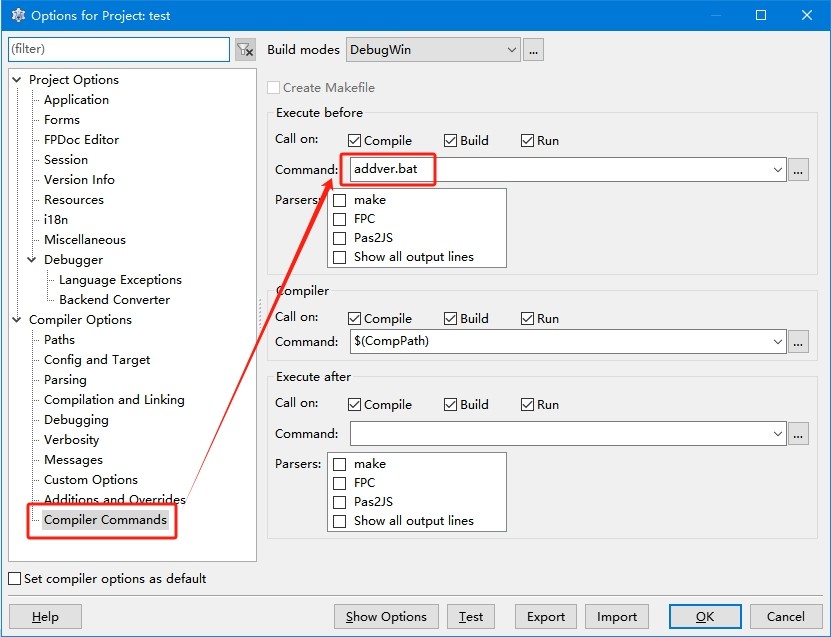 Options for Project: test
(filter)
Build modes DebugWin ...
Project Options
Application
Forms
FPDoc Editor
Session
Version Info
Resources
i18n
Miscellaneous
Debugger
Language Exceptions
Backend Converter
Compiler Options
Paths
Config and Target
Parsing
Compilation and Linking
Debugging
Verbosity
Messages
Custom Options
Additions and Overrides
Compiler Commands
Create Makefile
Execute before
Call on: Compile Build Run
Command: addver.bat ...
Parsers: make
FPC
Pas2JS
Show all output lines
Compiler
Call on: Compile Build Run
Command: $(CompPath) ...
Execute after
Call on: Compile Build Run
Command: ...
Parsers: make
FPC
Pas2JS
Show all output lines
Set compiler options as default
Help Show Options Test Export Import OK Cancel